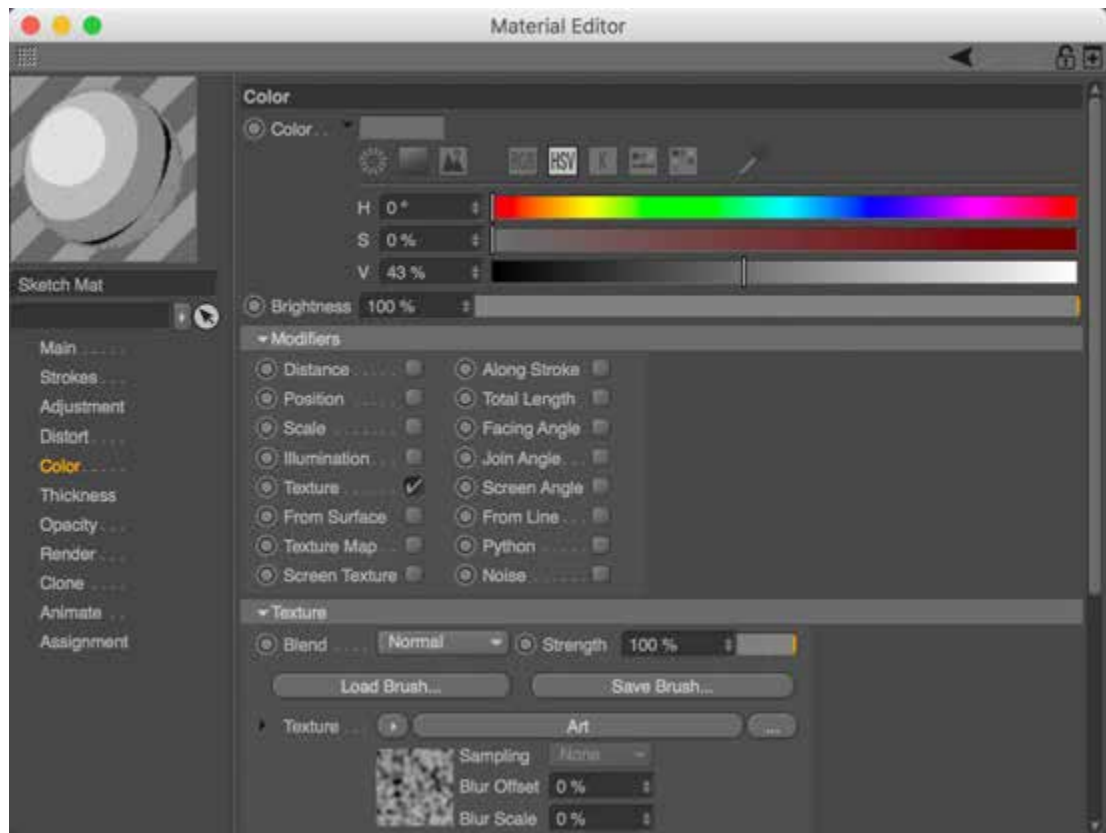 Material Editor
Color
Color
RGB HSV K
H 0°
S 0%
V 43 %
Sketch Mat
Brightness 100 %
Modifiers
Main
Strokes
Adjustment
Distort
Color
Thickness
Opacity
Render
Clone
Animate
Assignment
Distance Along Stroke
Position Total Length
Scale Facing Angle
Illumination Join Angle
Texture Screen Angle
From Surface From Line
Texture Map Python
Screen Texture Noise
Texture
Blend Normal Strength 100 %
Load Brush... Save Brush...
Texture Art ...
Sampling None
Blur Offset 0 %
Blur Scale 0 %